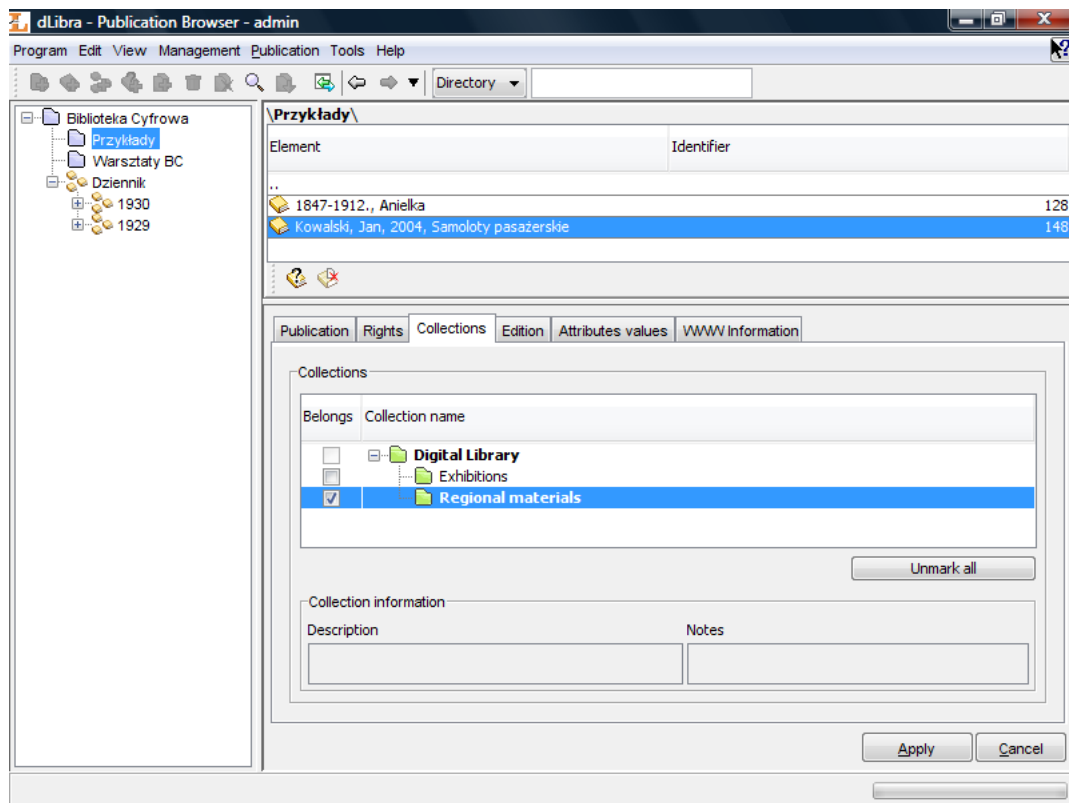 dLibra - Publication Browser - admin
Program Edit View Management Publication Tools Help
Directory
Biblioteka Cyfrowa
Przykłady
Warsztaty BC
Dziennik
1930
1929
\Przykłady\
Element Identifier
..
1847-1912., Anielka 128
Kowalski, Jan, 2004, Samoloty pasażerskie 148
Publication Rights Collections Edition Attributes values WWW Information
Collections
Belongs Collection name
Digital Library
Exhibitions
Regional materials
Unmark all
Collection information
Description Notes
Apply Cancel